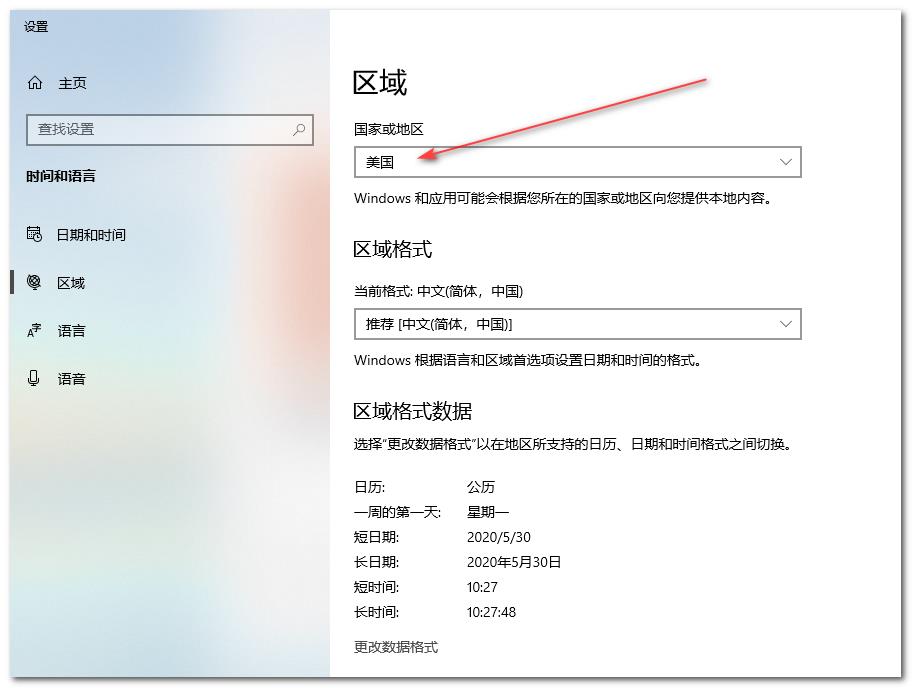 设置
主页
查找设置
时间和语言
日期和时间
区域
语言
语音
区域
国家或地区
美国
Windows 和应用可能会根据您所在的国家或地区向您提供本地内容。
区域格式
当前格式: 中文(简体，中国)
推荐 [中文(简体，中国)]
Windows 根据语言和区域首选项设置日期和时间的格式。
区域格式数据
选择“更改数据格式”以在地区所支持的日历、日期和时间格式之间切换。
日历: 公历
一周的第一天: 星期一
短日期: 2020/5/30
长日期: 2020年5月30日
短时间: 10:27
长时间: 10:27:48
更改数据格式